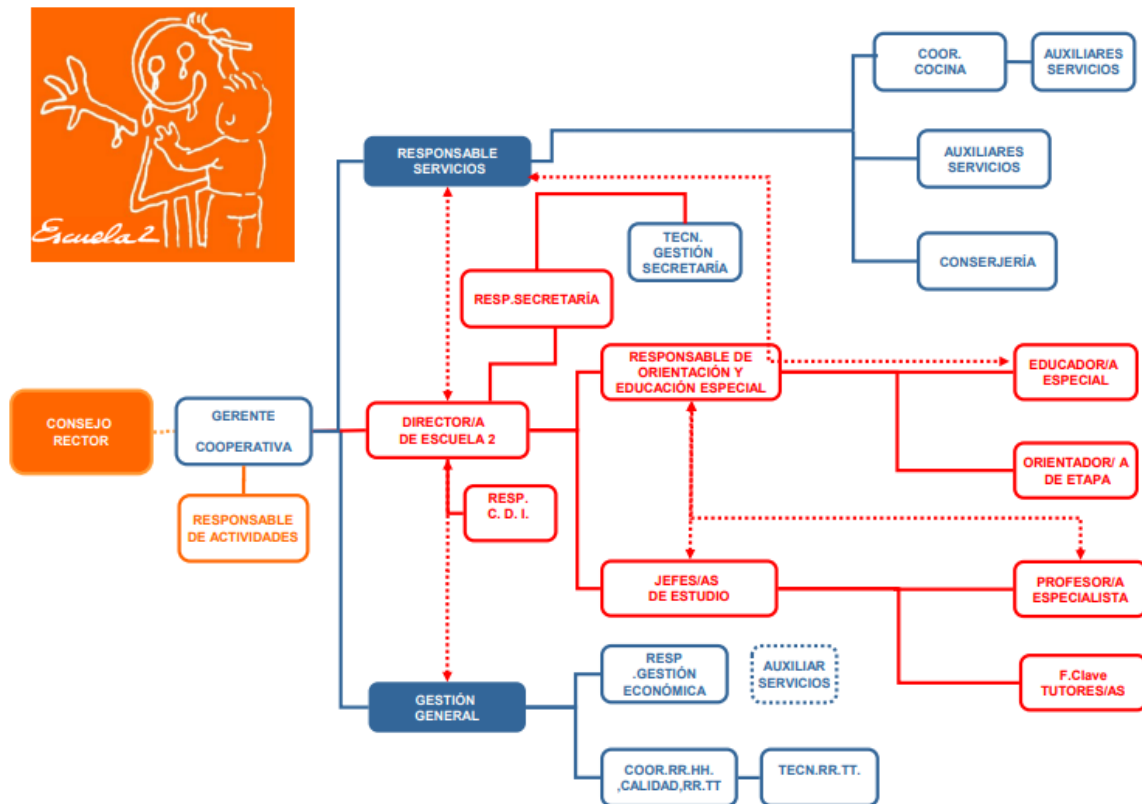 Escuela 2
COOR.
COCINA
AUXILIARES
SERVICIOS
RESPONSABLE
SERVICIOS
AUXILIARES
SERVICIOS
TECN.
GESTIÓN
SECRETARÍA
CONSERJERÍA
RESP.SECRETARÍA
RESPONSABLE DE
ORIENTACIÓN Y
EDUCACIÓN ESPECIAL
EDUCADOR/A
ESPECIAL
CONSEJO
RECTOR
GERENTE
COOPERATIVA
DIRECTOR/A
DE ESCUELA 2
ORIENTADOR/ A
DE ETAPA
RESP.
C. D. I.
RESPONSABLE
DE ACTIVIDADES
JEFES/AS
DE ESTUDIO
PROFESOR/A
ESPECIALISTA
RESP
.GESTIÓN
ECONÓMICA
AUXILIAR
SERVICIOS
F.Clave
TUTORES/AS
GESTIÓN
GENERAL
COOR.RR.HH.
,CALIDAD,RR.TT
TECN.RR.TT.